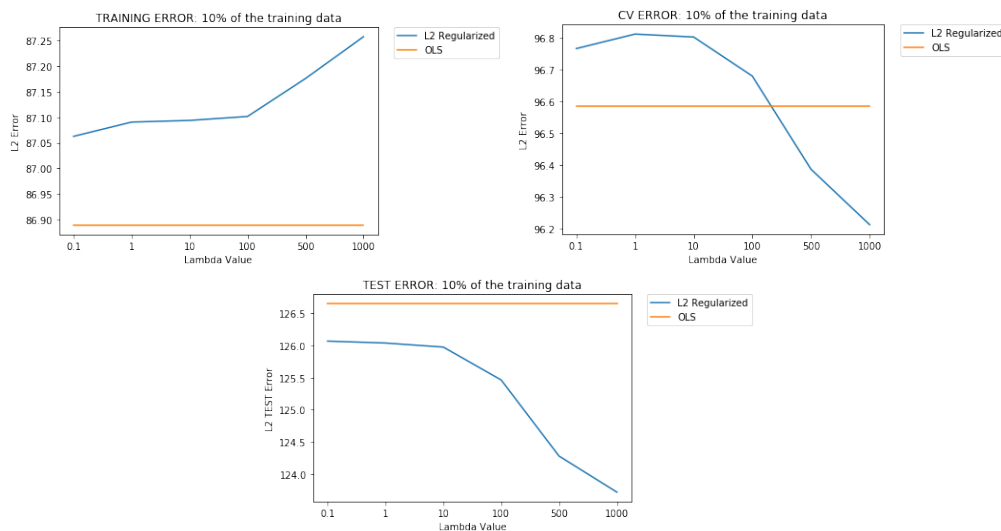 TRAINING ERROR: 10% of the training data
L2 Regularized
OLS
L2 Error
87.25
87.20
87.15
87.10
87.05
87.00
86.95
86.90
0.1 1 10 100 500 1000
Lambda Value
CV ERROR: 10% of the training data
L2 Regularized
OLS
L2 Error
96.8
96.7
96.6
96.5
96.4
96.3
96.2
0.1 1 10 100 500 1000
Lambda Value
TEST ERROR: 10% of the training data
L2 Regularized
OLS
L2 TEST Error
126.5
126.0
125.5
125.0
124.5
124.0
0.1 1 10 100 500 1000
Lambda Value